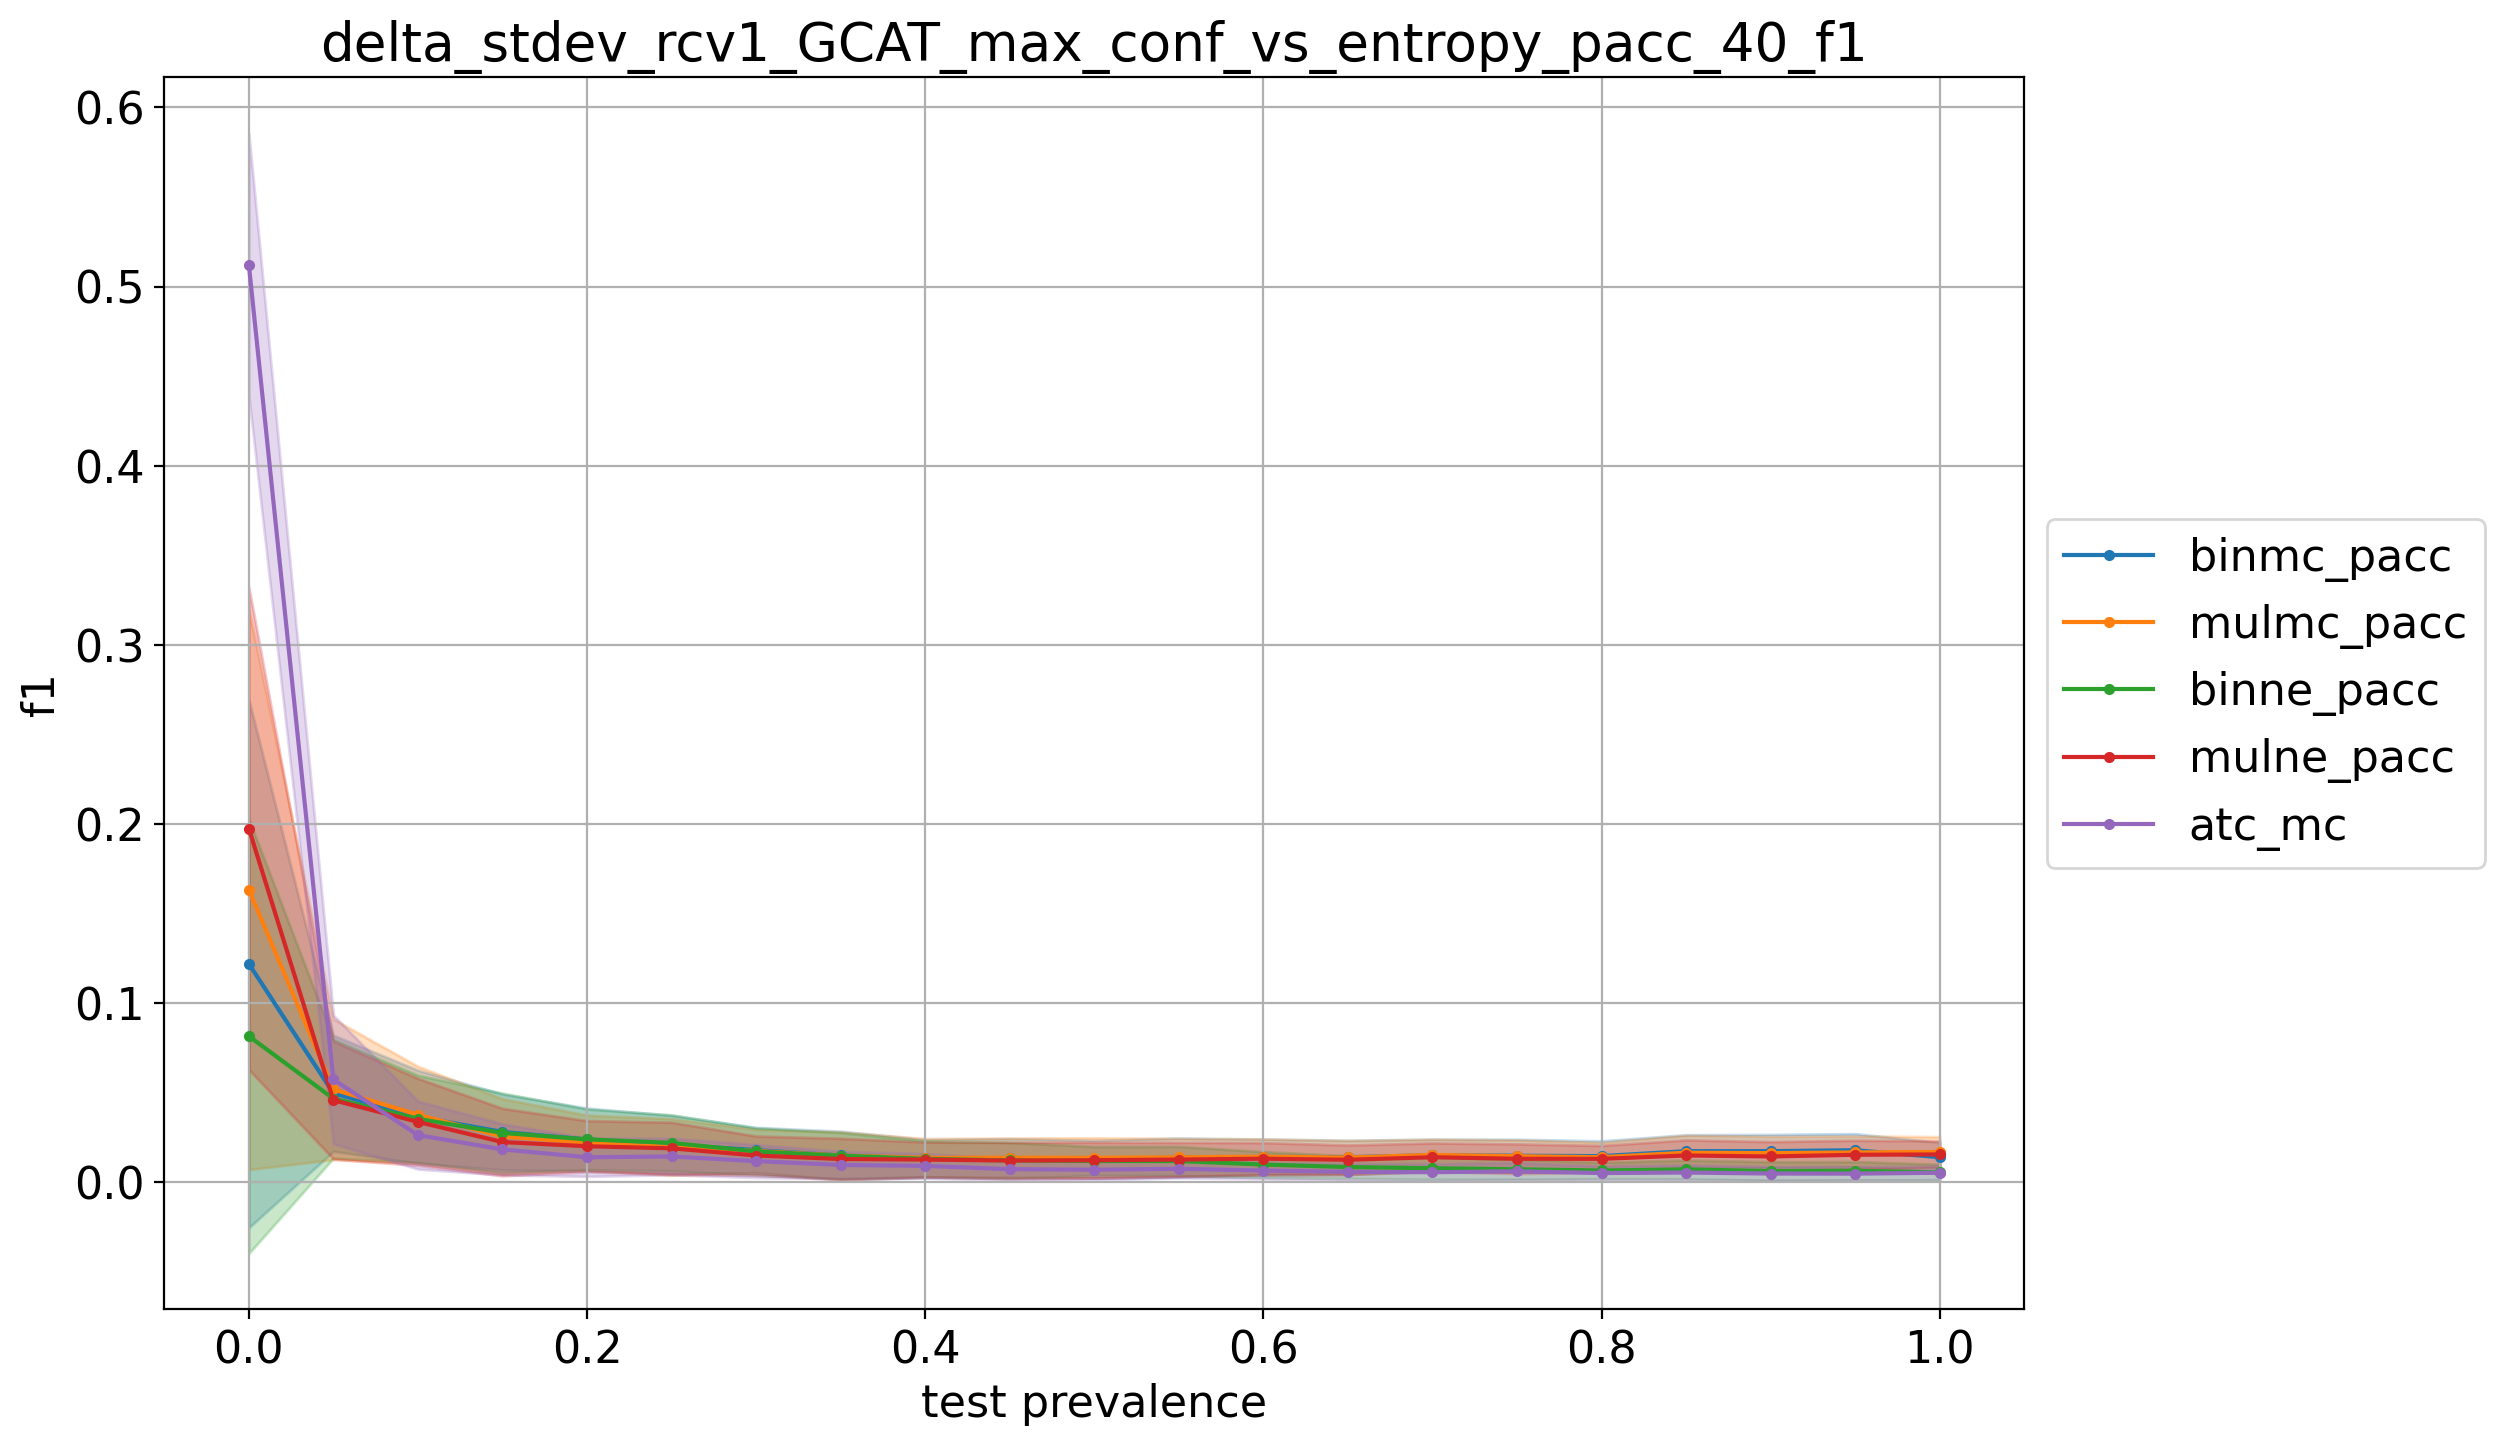 delta_stdev_rcv1_GCAT_max_conf_vs_entropy_pacc_40_f1
0.6
0.5
0.4
0.3
0.2
0.1
0.0
f1
0.0 0.2 0.4 0.6 0.8 1.0
test prevalence
binmc_pacc
mulmc_pacc
binne_pacc
mulne_pacc
atc_mc